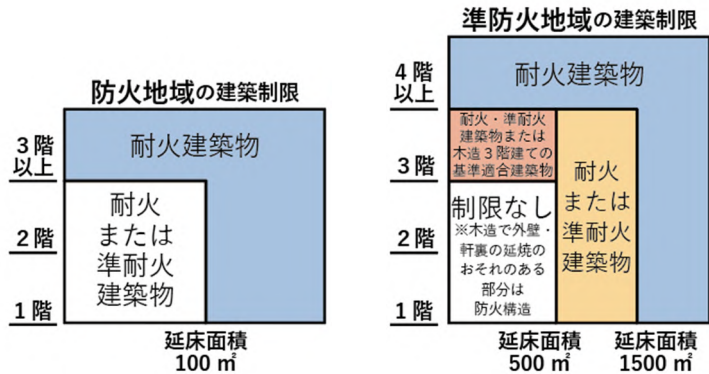 防火地域の建築制限
3階
以上
2階
1階
耐火建築物
耐火
または
準耐火
建築物
延床面積
100㎡
準防火地域の建築制限
4階
以上
3階
2階
1階
耐火建築物
耐火・準耐火
建築物または
木造3階建ての
基準適合建築物
制限なし
※木造で外壁・
軒裏の延焼の
おそれのある
部分は
防火構造
耐火
または
準耐火
建築物
延床面積
500㎡
延床面積
1500㎡